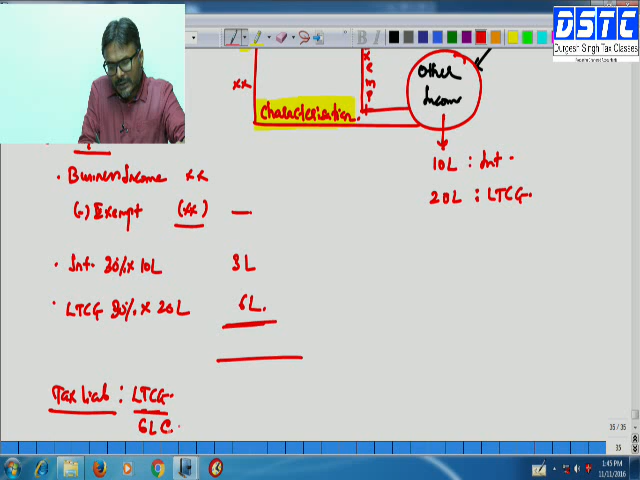 DSTC
Durgesh Singh Tax Classes
Other
Income
xx
E
x
e
m
p
t
Characterisation.
10L : Int.
20L : LTCG.
• Business Income xx
(-) Exempt (xx) —
• Int. 30% x 10L 3L
• LTCG 30% x 20L 6L.
Tax Liab : LTCG.
6L C.
35 / 35
35
1:45 PM
11/11/2016